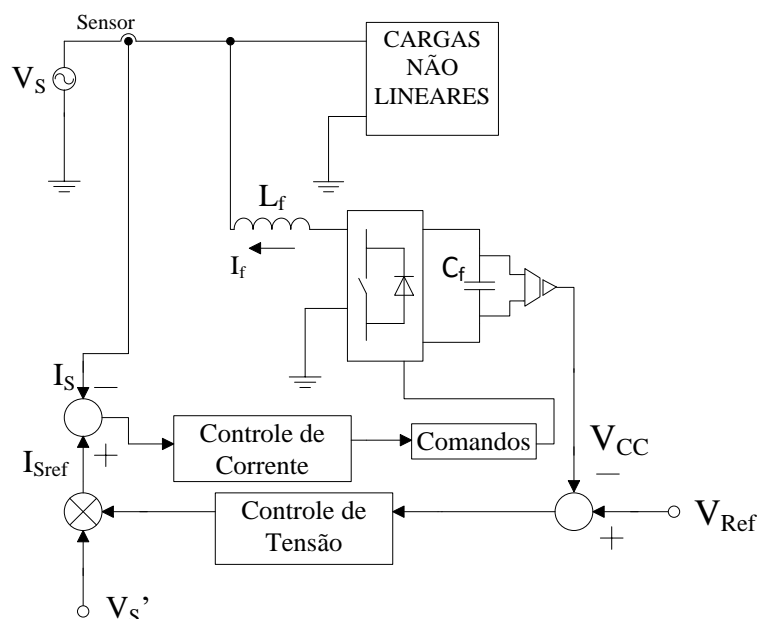 Sensor
V_S
CARGAS
NÃO
LINEARES
L_f
I_f
C_f
I_S
−
+
I_Sref
Controle de
Corrente
Comandos
V_CC
−
Controle de
Tensão
+
V_Ref
V_S’